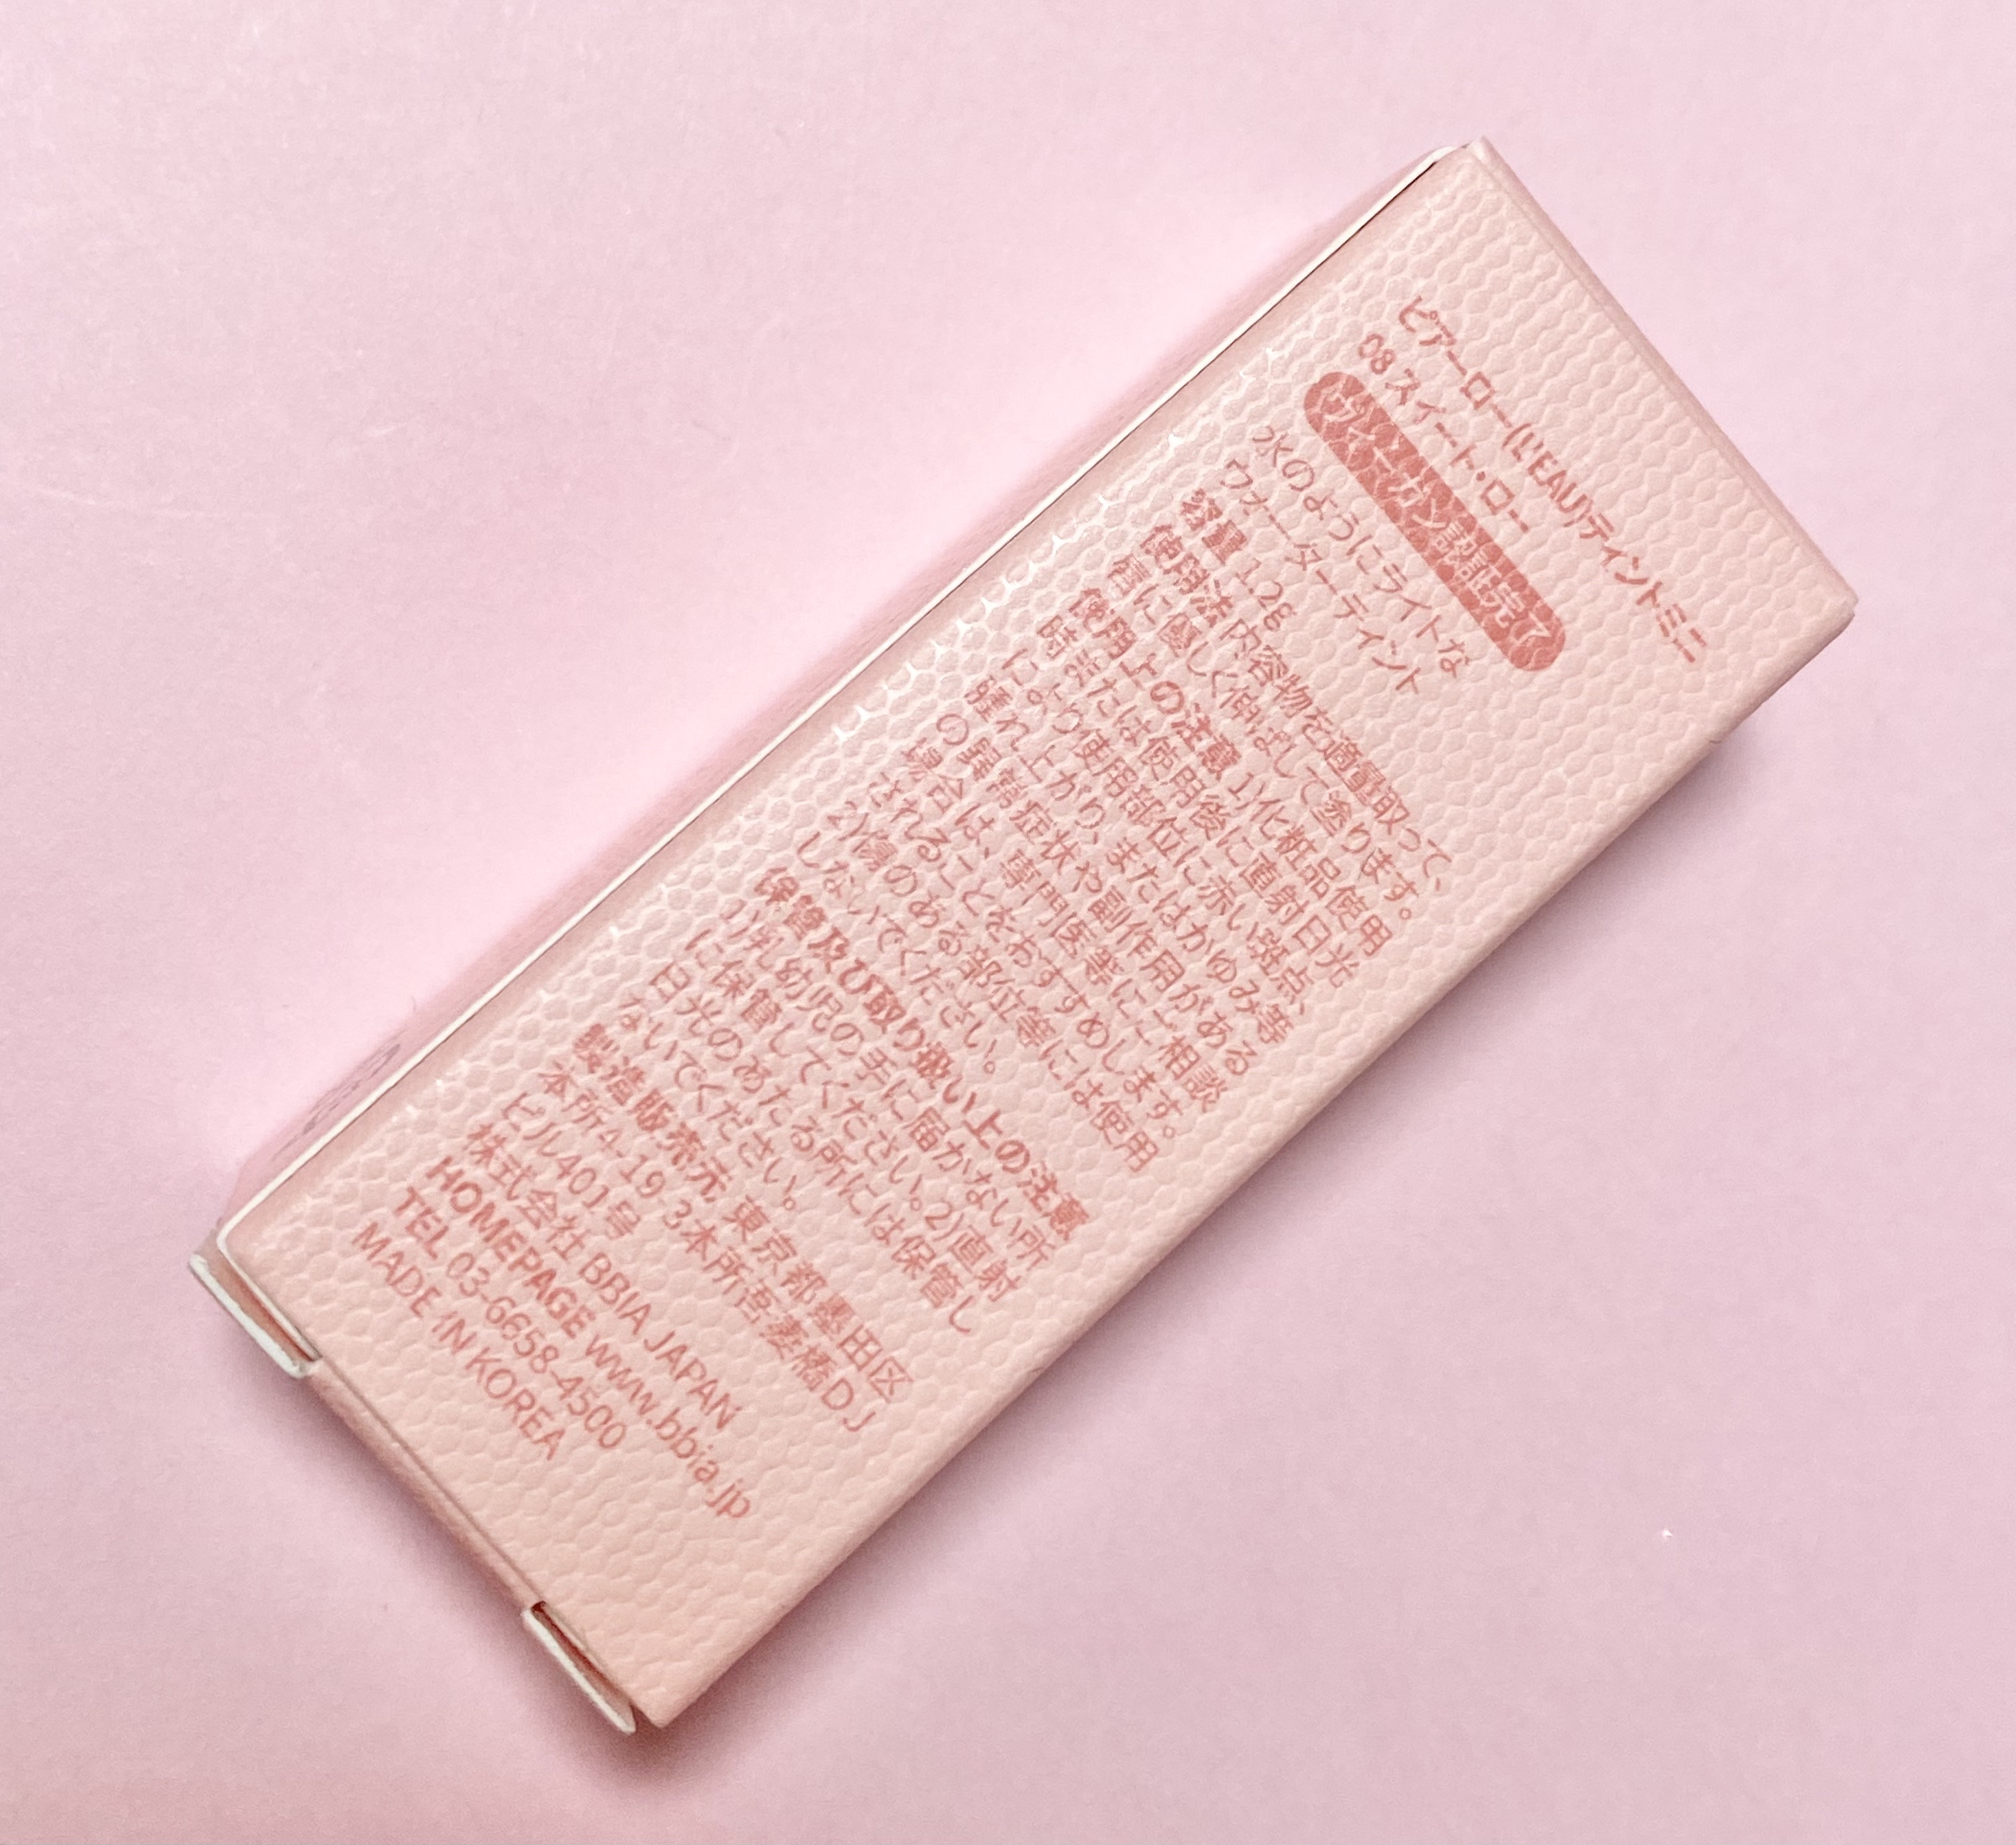 ピアーロー(L'EAU)ティントミニ
08 スイート・ロー
ヴィーガン認証完了
水のようにライトな
ウォーターティント
容量 1.2g
使用法 内容物を適量取って、
唇に優しく伸ばして塗ります。
使用上の注意 1)化粧品使用
時または使用後に直射日光
により使用部位に赤い斑点、
腫れ上がり、またはかゆみ等
の異常症状や副作用がある
場合は、専門医等にご相談
されることをおすすめします。
2)傷のある部位等には使用
しないでください。
保管及び取り扱い上の注意
1)乳幼児の手に届かない所
に保管してください。2)直射
日光のあたる所には保管し
ないでください。
製造販売元 東京都墨田区
本所4-19-3本所吾妻橋DJ
ビル401号
株式会社 BBIA JAPAN
HOMEPAGE www.bbia.jp
TEL 03-6658-4500
MADE IN KOREA